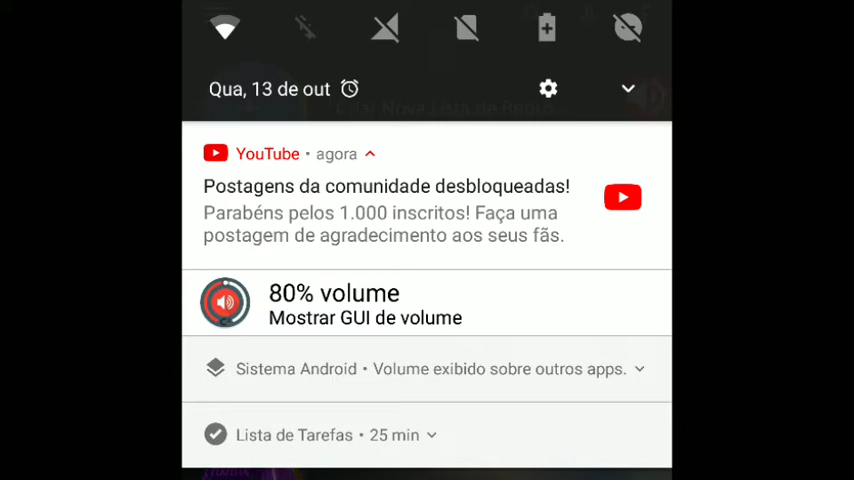 Qua, 13 de out
YouTube • agora
Postagens da comunidade desbloqueadas!
Parabéns pelos 1.000 inscritos! Faça uma
postagem de agradecimento aos seus fãs.
80% volume
Mostrar GUI de volume
Sistema Android • Volume exibido sobre outros apps.
Lista de Tarefas • 25 min